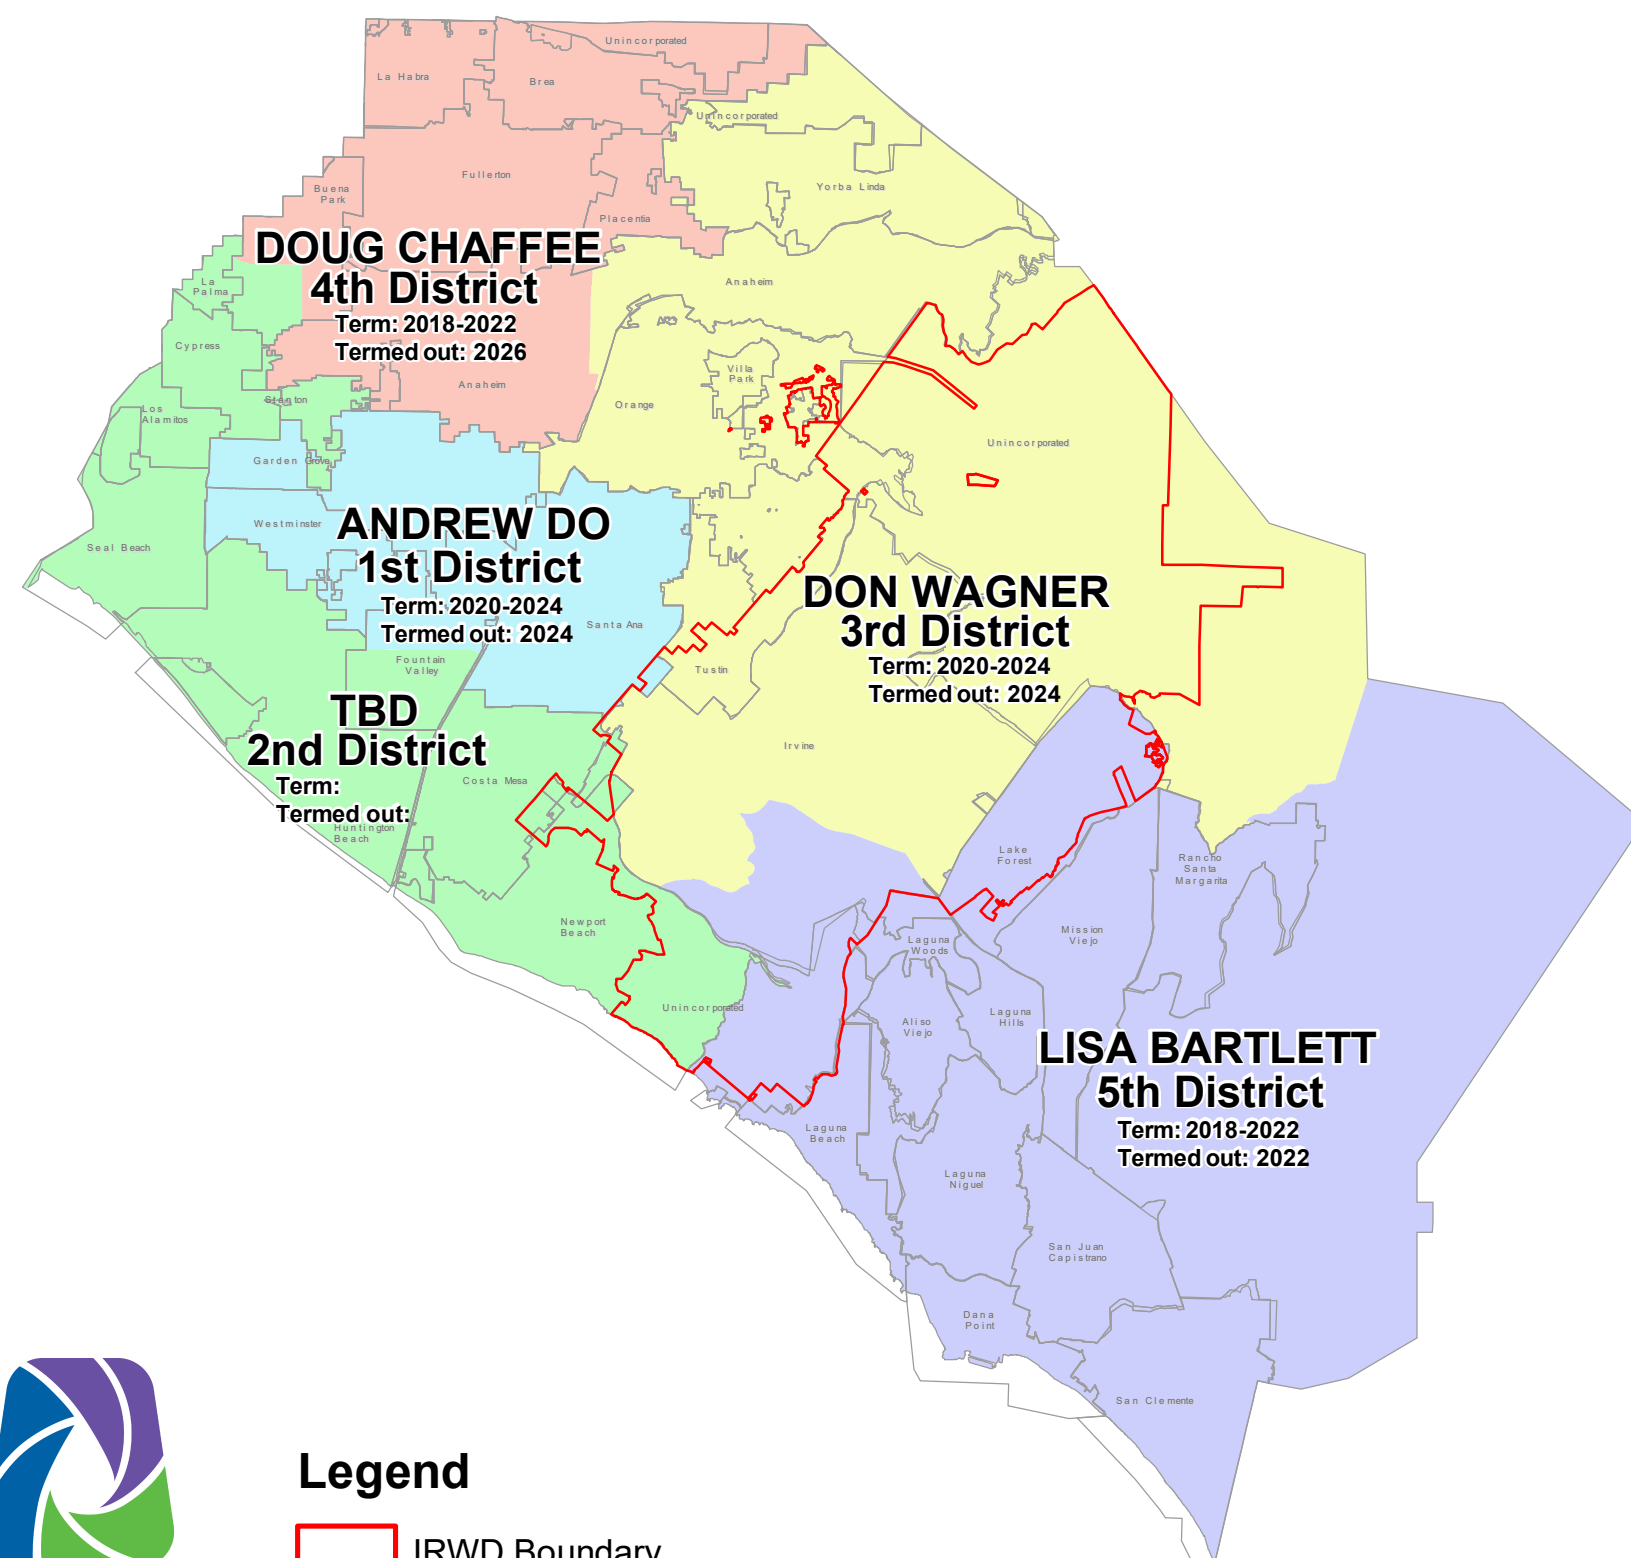 Unincorporated
La Habra
Brea
Unincorporated
Fullerton
Buena
Park
Yorba Linda
Placentia
DOUG CHAFFEE
4th District
Term: 2018-2022
Termed out: 2026
La
Palma
Anaheim
Cypress
Villa
Park
Anaheim
Stanton
Orange
Los
Alamitos
Unincorporated
Garden Grove
Westminster
Seal Beach
ANDREW DO
1st District
Term: 2020-2024
Termed out: 2024
Santa Ana
DON WAGNER
3rd District
Term: 2020-2024
Termed out: 2024
Fountain
Valley
Tustin
TBD
2nd District
Term:
Termed out:
Irvine
Costa Mesa
Huntington
Beach
Lake
Forest
Rancho
Santa
Margarita
Newport
Beach
Mission
Viejo
Laguna
Woods
Unincorporated
Aliso
Viejo
Laguna
Hills
LISA BARTLETT
5th District
Term: 2018-2022
Termed out: 2022
Laguna
Beach
Laguna
Niguel
San Juan
Capistrano
Dana
Point
San Clemente
Legend
IRWD Boundary